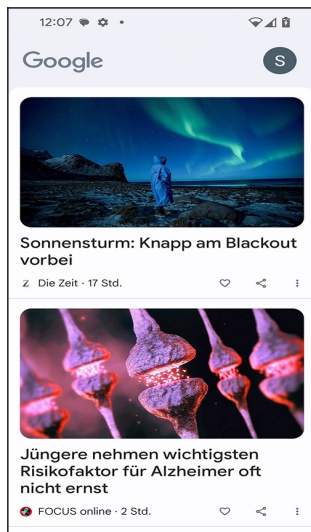 12:07
Google
S
Sonnensturm: Knapp am Blackout
vorbei
Die Zeit · 17 Std.
Jüngere nehmen wichtigsten
Risikofaktor für Alzheimer oft
nicht ernst
FOCUS online · 2 Std.